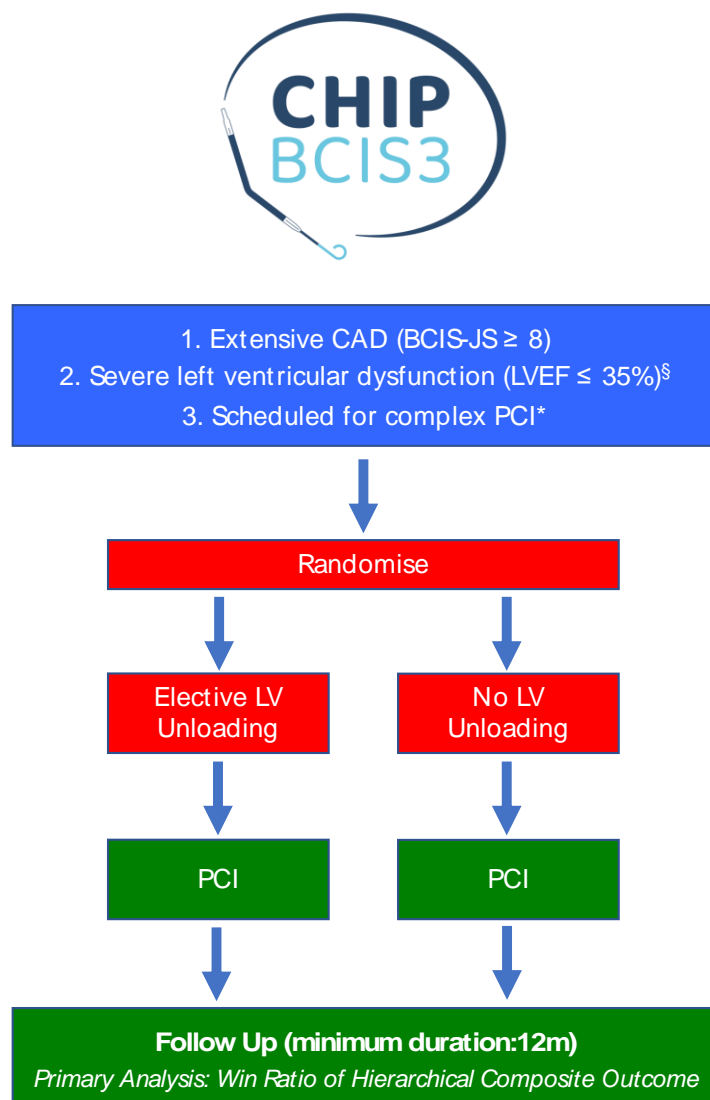 CHIP
BCIS3
1. Extensive CAD (BCIS-JS ≥ 8)
2. Severe left ventricular dysfunction (LVEF ≤ 35%)§
3. Scheduled for complex PCI*
Randomise
Elective LV
Unloading
No LV
Unloading
PCI
PCI
Follow Up (minimum duration:12m)
Primary Analysis: Win Ratio of Hierarchical Composite Outcome